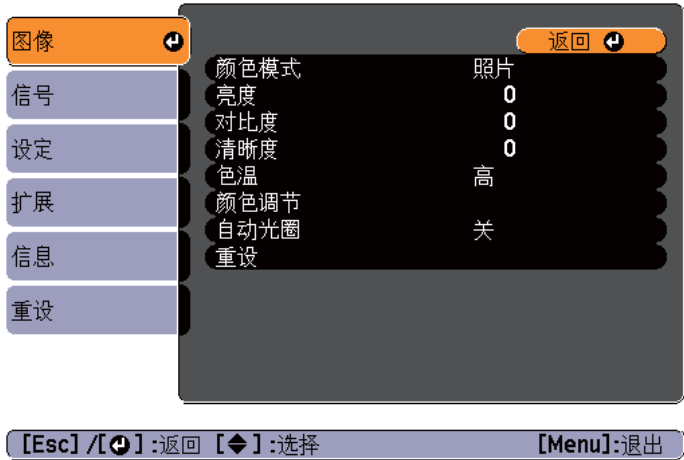 图像
返回
颜色模式 照片
亮度 0
对比度 0
清晰度 0
色温 高
颜色调节
自动光圈 关
重设
信号
设定
扩展
信息
重设
[Esc] /[⏎] :返回 [◆] :选择 [Menu]:退出